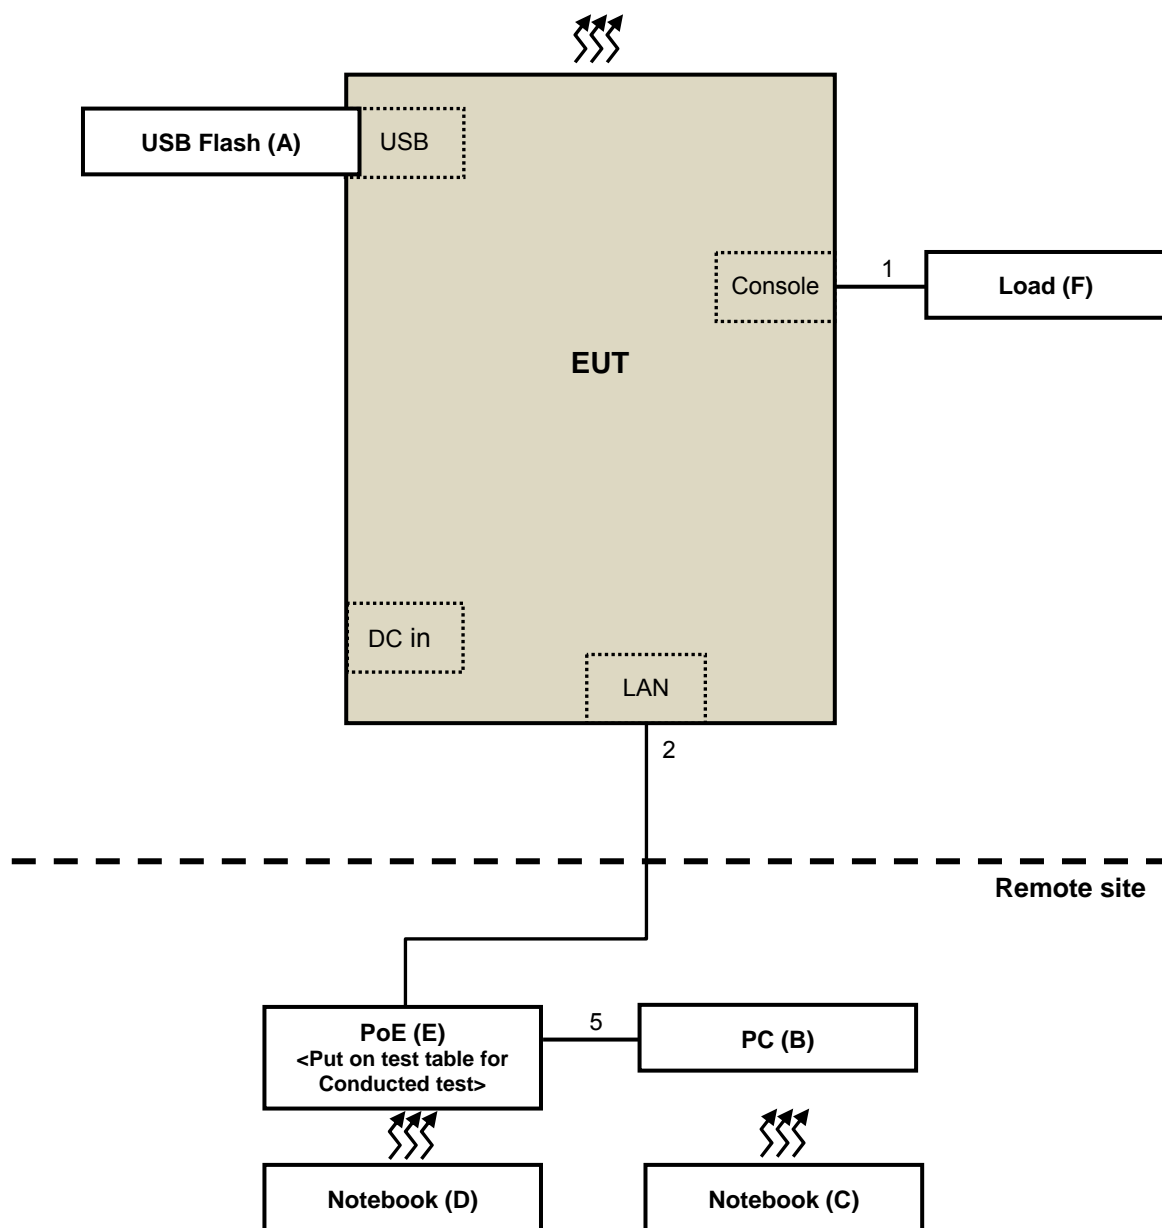 USB Flash (A)
USB
Console
1
Load (F)
EUT
DC in
LAN
2
Remote site
PoE (E)
<Put on test table for
Conducted test>
5
PC (B)
Notebook (D)
Notebook (C)